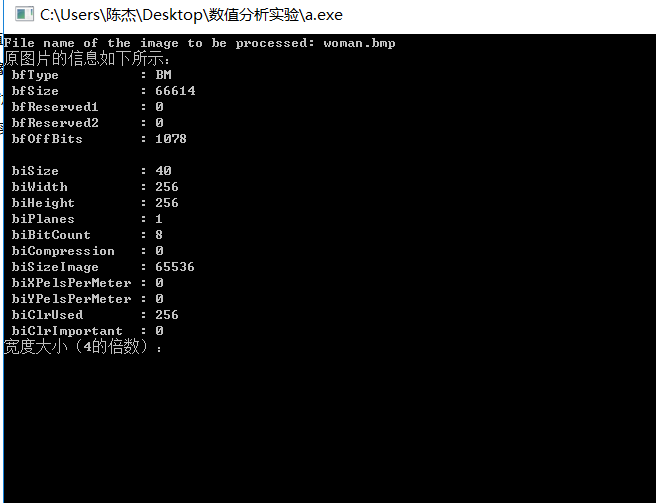 C:\Users\陈杰\Desktop\数值分析实验\a.exe
File name of the image to be processed: woman.bmp
原图片的信息如下所示：
bfType : BM
bfSize : 66614
bfReserved1 : 0
bfReserved2 : 0
bfOffBits : 1078
biSize : 40
biWidth : 256
biHeight : 256
biPlanes : 1
biBitCount : 8
biCompression : 0
biSizeImage : 65536
biXPelsPerMeter : 0
biYPelsPerMeter : 0
biClrUsed : 256
biClrImportant : 0
宽度大小（4的倍数）：